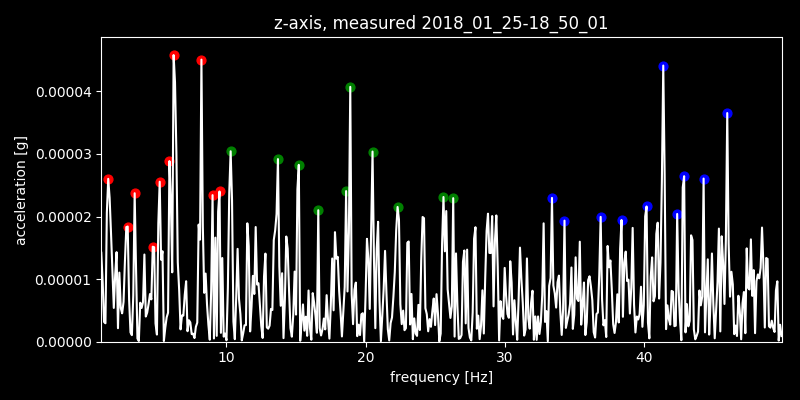 z-axis, measured 2018_01_25-18_50_01
0.00004
0.00003
0.00002
0.00001
0.00000
acceleration [g]
10 20 30 40
frequency [Hz]